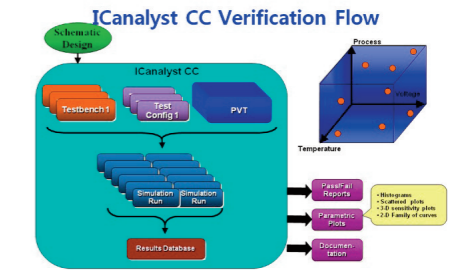 ICanalyst CC Verification Flow
Schematic
Design
ICanalyst CC
Testbench 1
Test
Config 1
PVT
Simulation
Run
Simulation
Run
Results Database
Process
Voltage
Temperature
Pass/Fail
Reports
Parametric
Plots
Documen-
tation
• Histograms
• Scattered plots
• 3-D sensitivity plots
• 2-D Family of curves